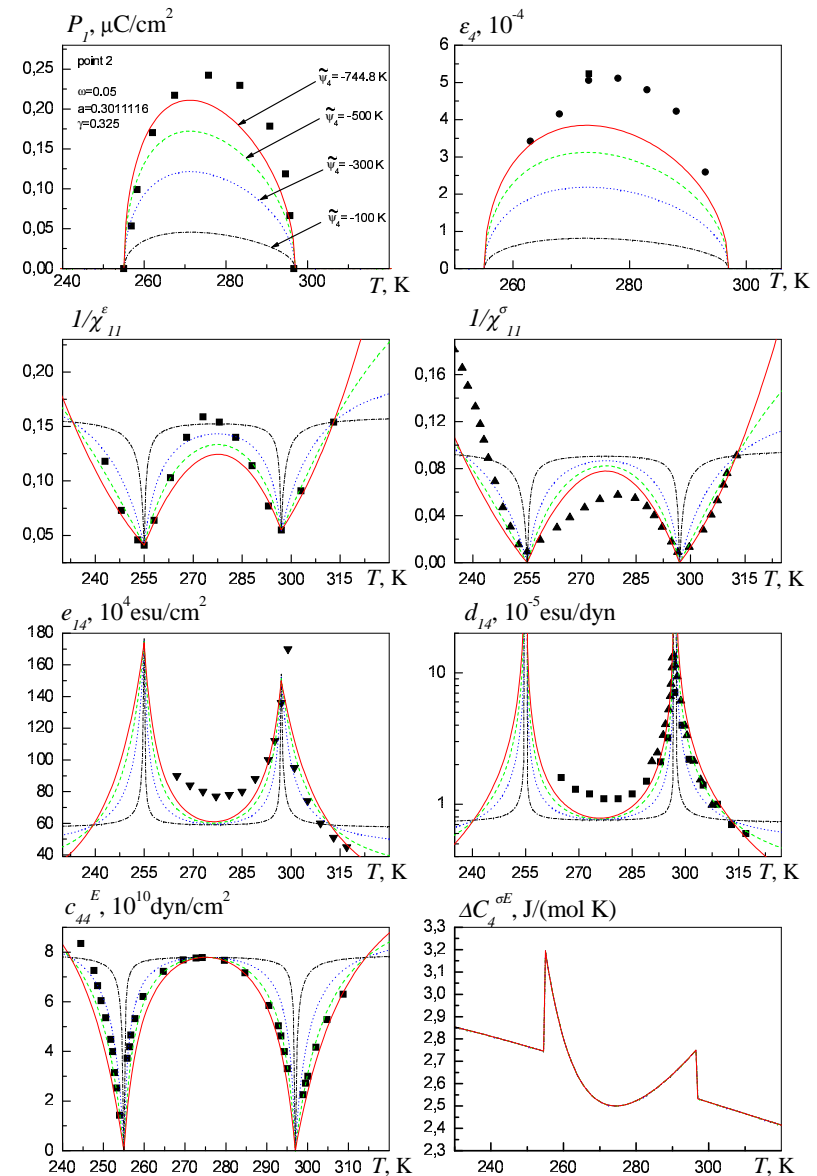 P₁, μC/cm²
0,25
0,20
0,15
0,10
0,05
0,00
point 2
ω=0.05
a=0.3011116
γ=0.325
ψ̃₄=-744.8 K
ψ̃₄=-500 K
ψ̃₄=-300 K
ψ̃₄=-100 K
240 260 280 300
T, K
ε₄, 10⁻⁴
6
5
4
3
2
1
0
260 280 300
T, K
1/χ₁₁^ε
0,20
0,15
0,10
0,05
240 255 270 285 300 315 T, K
1/χ₁₁^σ
0,16
0,12
0,08
0,04
0,00
240 255 270 285 300 315 T, K
e₁₄, 10⁴esu/cm²
180
160
140
120
100
80
60
40
240 255 270 285 300 315 T, K
d₁₄, 10⁻⁵esu/dyn
10
1
240 255 270 285 300 315 T, K
c₄₄^E, 10¹⁰dyn/cm²
8
6
4
2
0
240 250 260 270 280 290 300 310 T, K
ΔC₄^σE, J/(mol K)
3,3
3,2
3,1
3,0
2,9
2,8
2,7
2,6
2,5
2,4
2,3
240 260 280 300
T, K